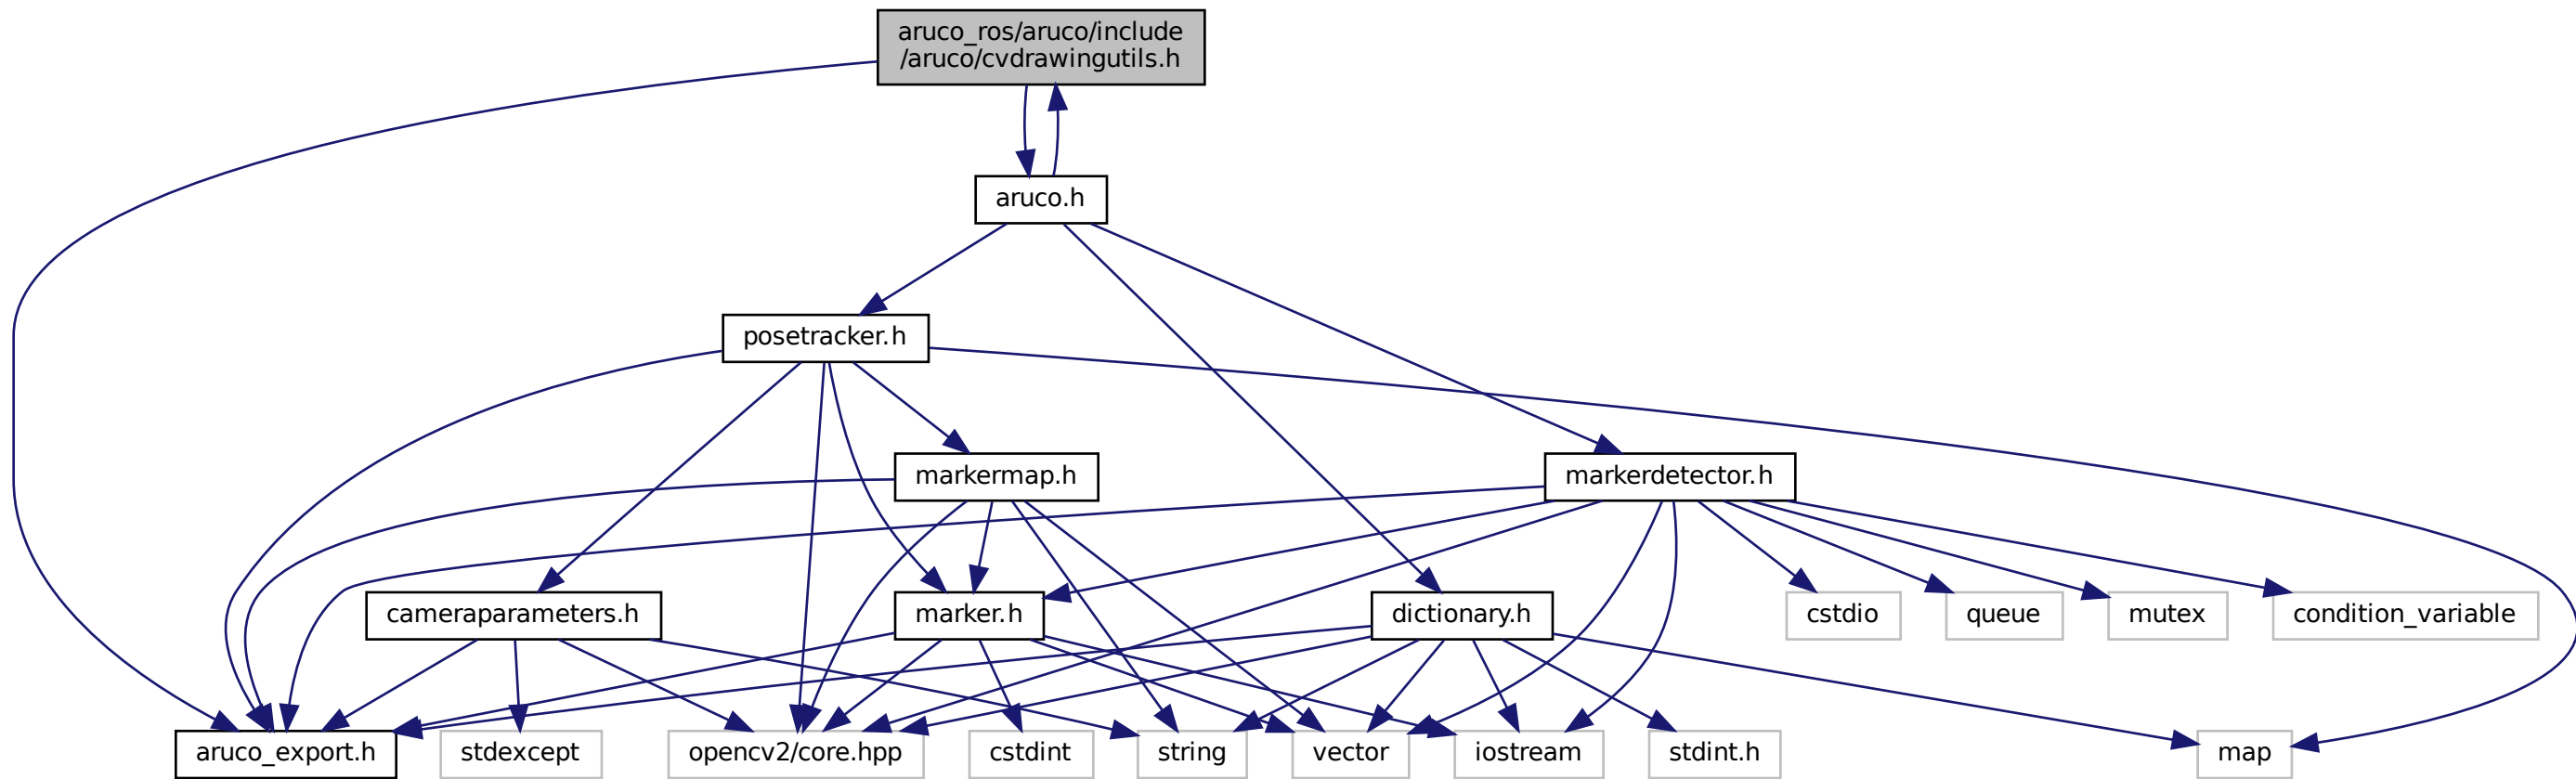 aruco_ros/aruco/include
/aruco/cvdrawingutils.h
aruco.h
posetracker.h
markermap.h
markerdetector.h
cameraparameters.h
marker.h
dictionary.h
cstdio
queue
mutex
condition_variable
aruco_export.h
stdexcept
opencv2/core.hpp
cstdint
string
vector
iostream
stdint.h
map